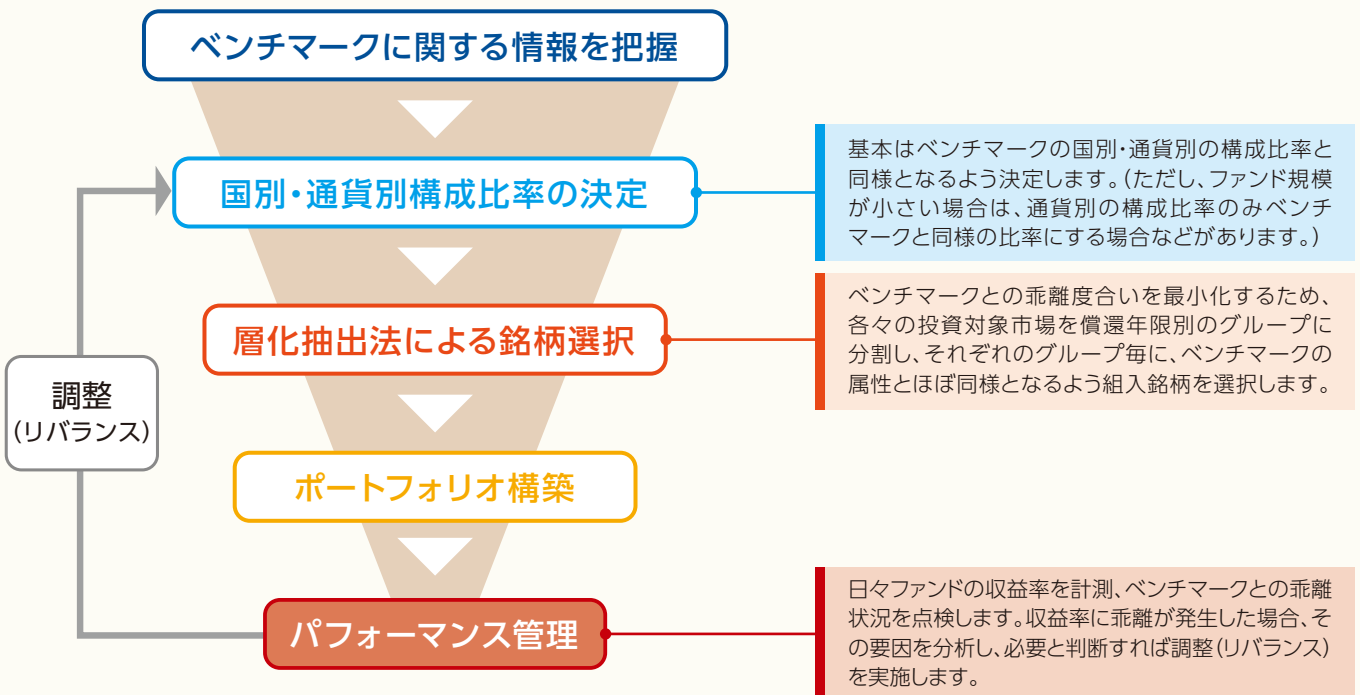 ベンチマークに関する情報を把握
国別・通貨別構成比率の決定
基本はベンチマークの国別・通貨別の構成比率と
同様となるよう決定します。(ただし、ファンド規模
が小さい場合は、通貨別の構成比率のみベンチ
マークと同様の比率にする場合などがあります。)
層化抽出法による銘柄選択
ベンチマークとの乖離度合いを最小化するため、
各々の投資対象市場を償還年限別のグループに
分割し、それぞれのグループ毎に、ベンチマークの
属性とほぼ同様となるよう組入銘柄を選択します。
調整
(リバランス)
ポートフォリオ構築
パフォーマンス管理
日々ファンドの収益率を計測、ベンチマークとの乖離
状況を点検します。収益率に乖離が発生した場合、そ
の要因を分析し、必要と判断すれば調整(リバランス)
を実施します。